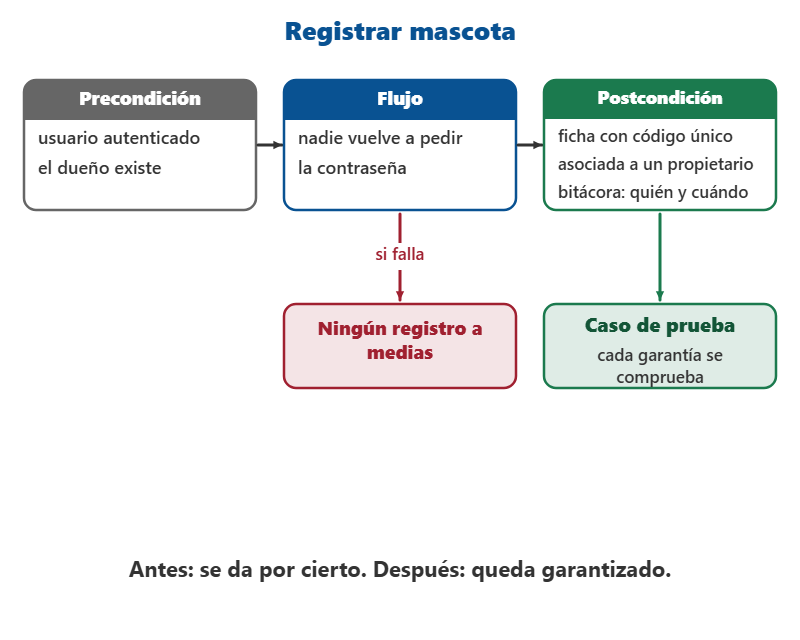 Registrar mascota
Precondición
usuario autenticado
el dueño existe
Flujo
nadie vuelve a pedir
la contraseña
Postcondición
ficha con código único
asociada a un propietario
bitácora: quién y cuándo
si falla
Ningún registro a
medias
Caso de prueba
cada garantía se
comprueba
Antes: se da por cierto. Después: queda garantizado.